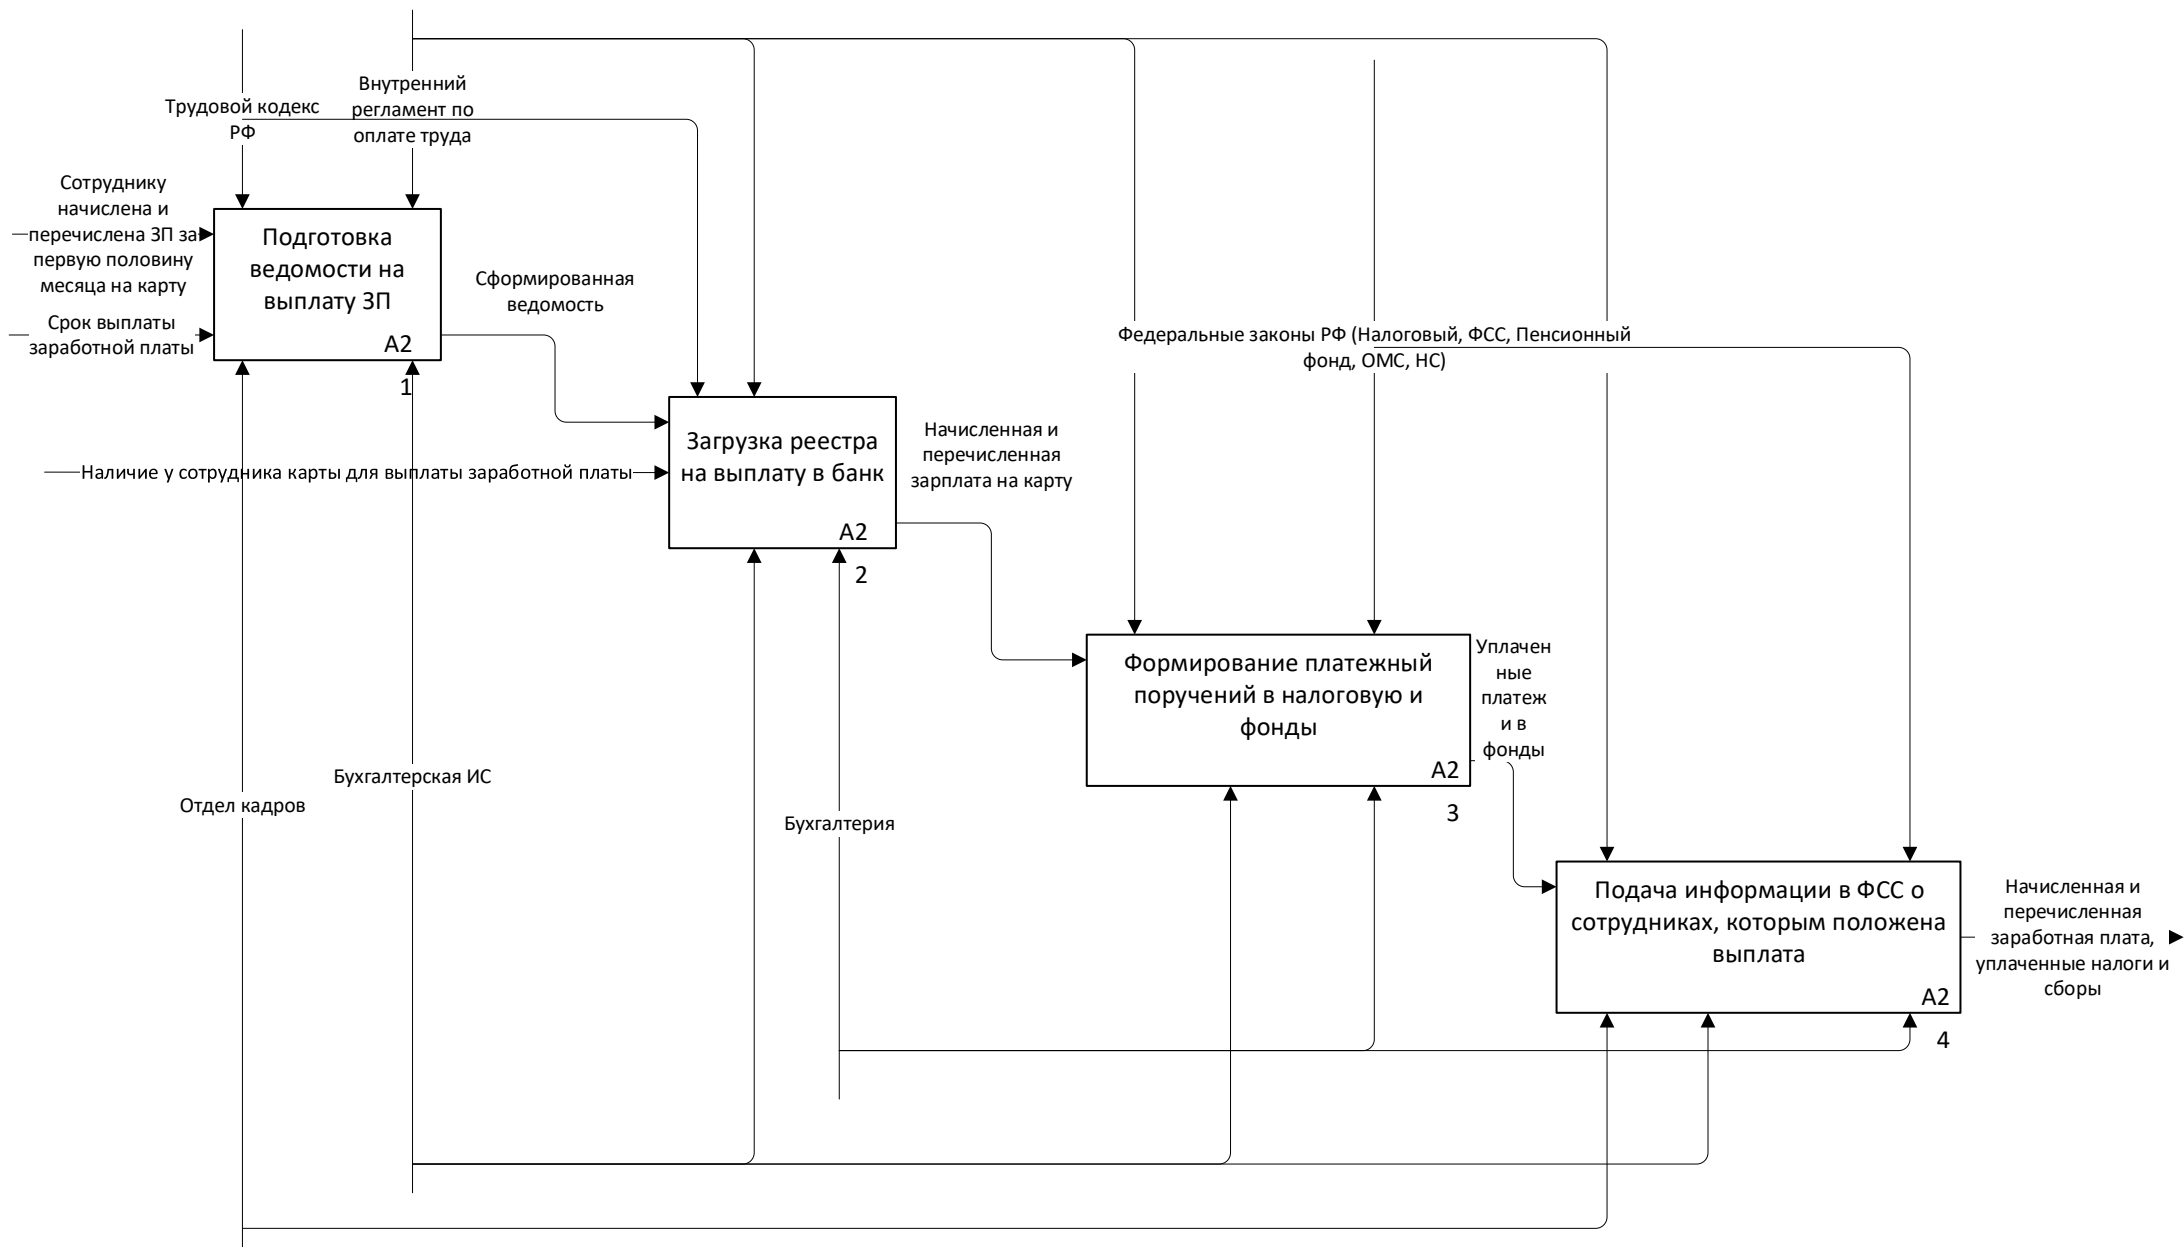 Трудовой кодекс
РФ
Внутренний
регламент по
оплате труда
Сотруднику
начислена и
перечислена ЗП за
первую половину
месяца на карту
Срок выплаты
заработной платы
Подготовка
ведомости на
выплату ЗП
А2
1
Сформированная
ведомость
Федеральные законы РФ (Налоговый, ФСС, Пенсионный
фонд, ОМС, НС)
Наличие у сотрудника карты для выплаты заработной платы
Загрузка реестра
на выплату в банк
А2
2
Начисленная и
перечисленная
зарплата на карту
Формирование платежный
поручений в налоговую и
фонды
А2
3
Уплачен
ные
платеж
и в
фонды
Отдел кадров
Бухгалтерская ИС
Бухгалтерия
Подача информации в ФСС о
сотрудниках, которым положена
выплата
А2
4
Начисленная и
перечисленная
заработная плата,
уплаченные налоги и
сборы